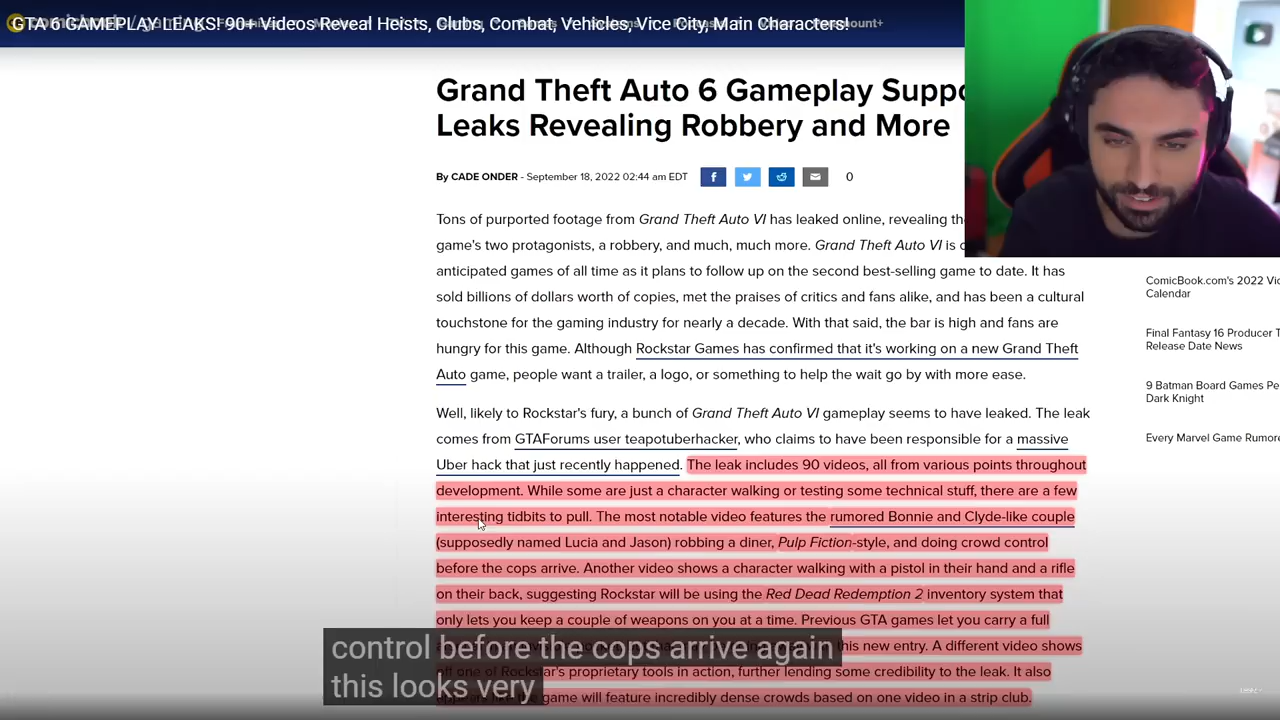 GTA 6 GAMEPLAY LEAKS! 90+ Videos Reveal Heists, Clubs, Combat, Vehicles, Vice City, Main Characters!
Grand Theft Auto 6 Gameplay
Leaks Revealing Robbery and More
By CADE ONDER - September 18, 2022 02:44 am EDT
0
Tons of purported footage from Grand Theft Auto VI has leaked online, revealing
game's two protagonists, a robbery, and much, much more. Grand Theft Auto VI is
anticipated games of all time as it plans to follow up on the second best-selling game to date. It has
sold billions of dollars worth of copies, met the praises of critics and fans alike, and has been a cultural
touchstone for the gaming industry for nearly a decade. With that said, the bar is high and fans are
hungry for this game. Although Rockstar Games has confirmed that it's working on a new Grand Theft
Auto game, people want a trailer, a logo, or something to help the wait go by with more ease.
Well, likely to Rockstar's fury, a bunch of Grand Theft Auto VI gameplay seems to have leaked. The leak
comes from GTAForums user teapotuberhacker, who claims to have been responsible for a massive
Uber hack that just recently happened. The leak includes 90 videos, all from various points throughout
development. While some are just a character walking or testing some technical stuff, there are a few
interesting tidbits to pull. The most notable video features the rumored Bonnie and Clyde-like couple
(supposedly named Lucia and Jason) robbing a diner, Pulp Fiction-style, and doing crowd control
before the cops arrive. Another video shows a character walking with a pistol in their hand and a rifle
on their back, suggesting Rockstar will be using the Red Dead Redemption 2 inventory system that
only lets you keep a couple of weapons on you at a time. Previous GTA games let you carry a full
this new entry. A different video shows
off one of Rockstar's proprietary tools in action, further lending some credibility to the leak. It also
game will feature incredibly dense crowds based on one video in a strip club.
control before the cops arrive again
this looks very
ComicBook.com's 2022
Calendar
Final Fantasy 16 Producer
Release Date News
9 Batman Board Games
Dark Knight
Every Marvel Game